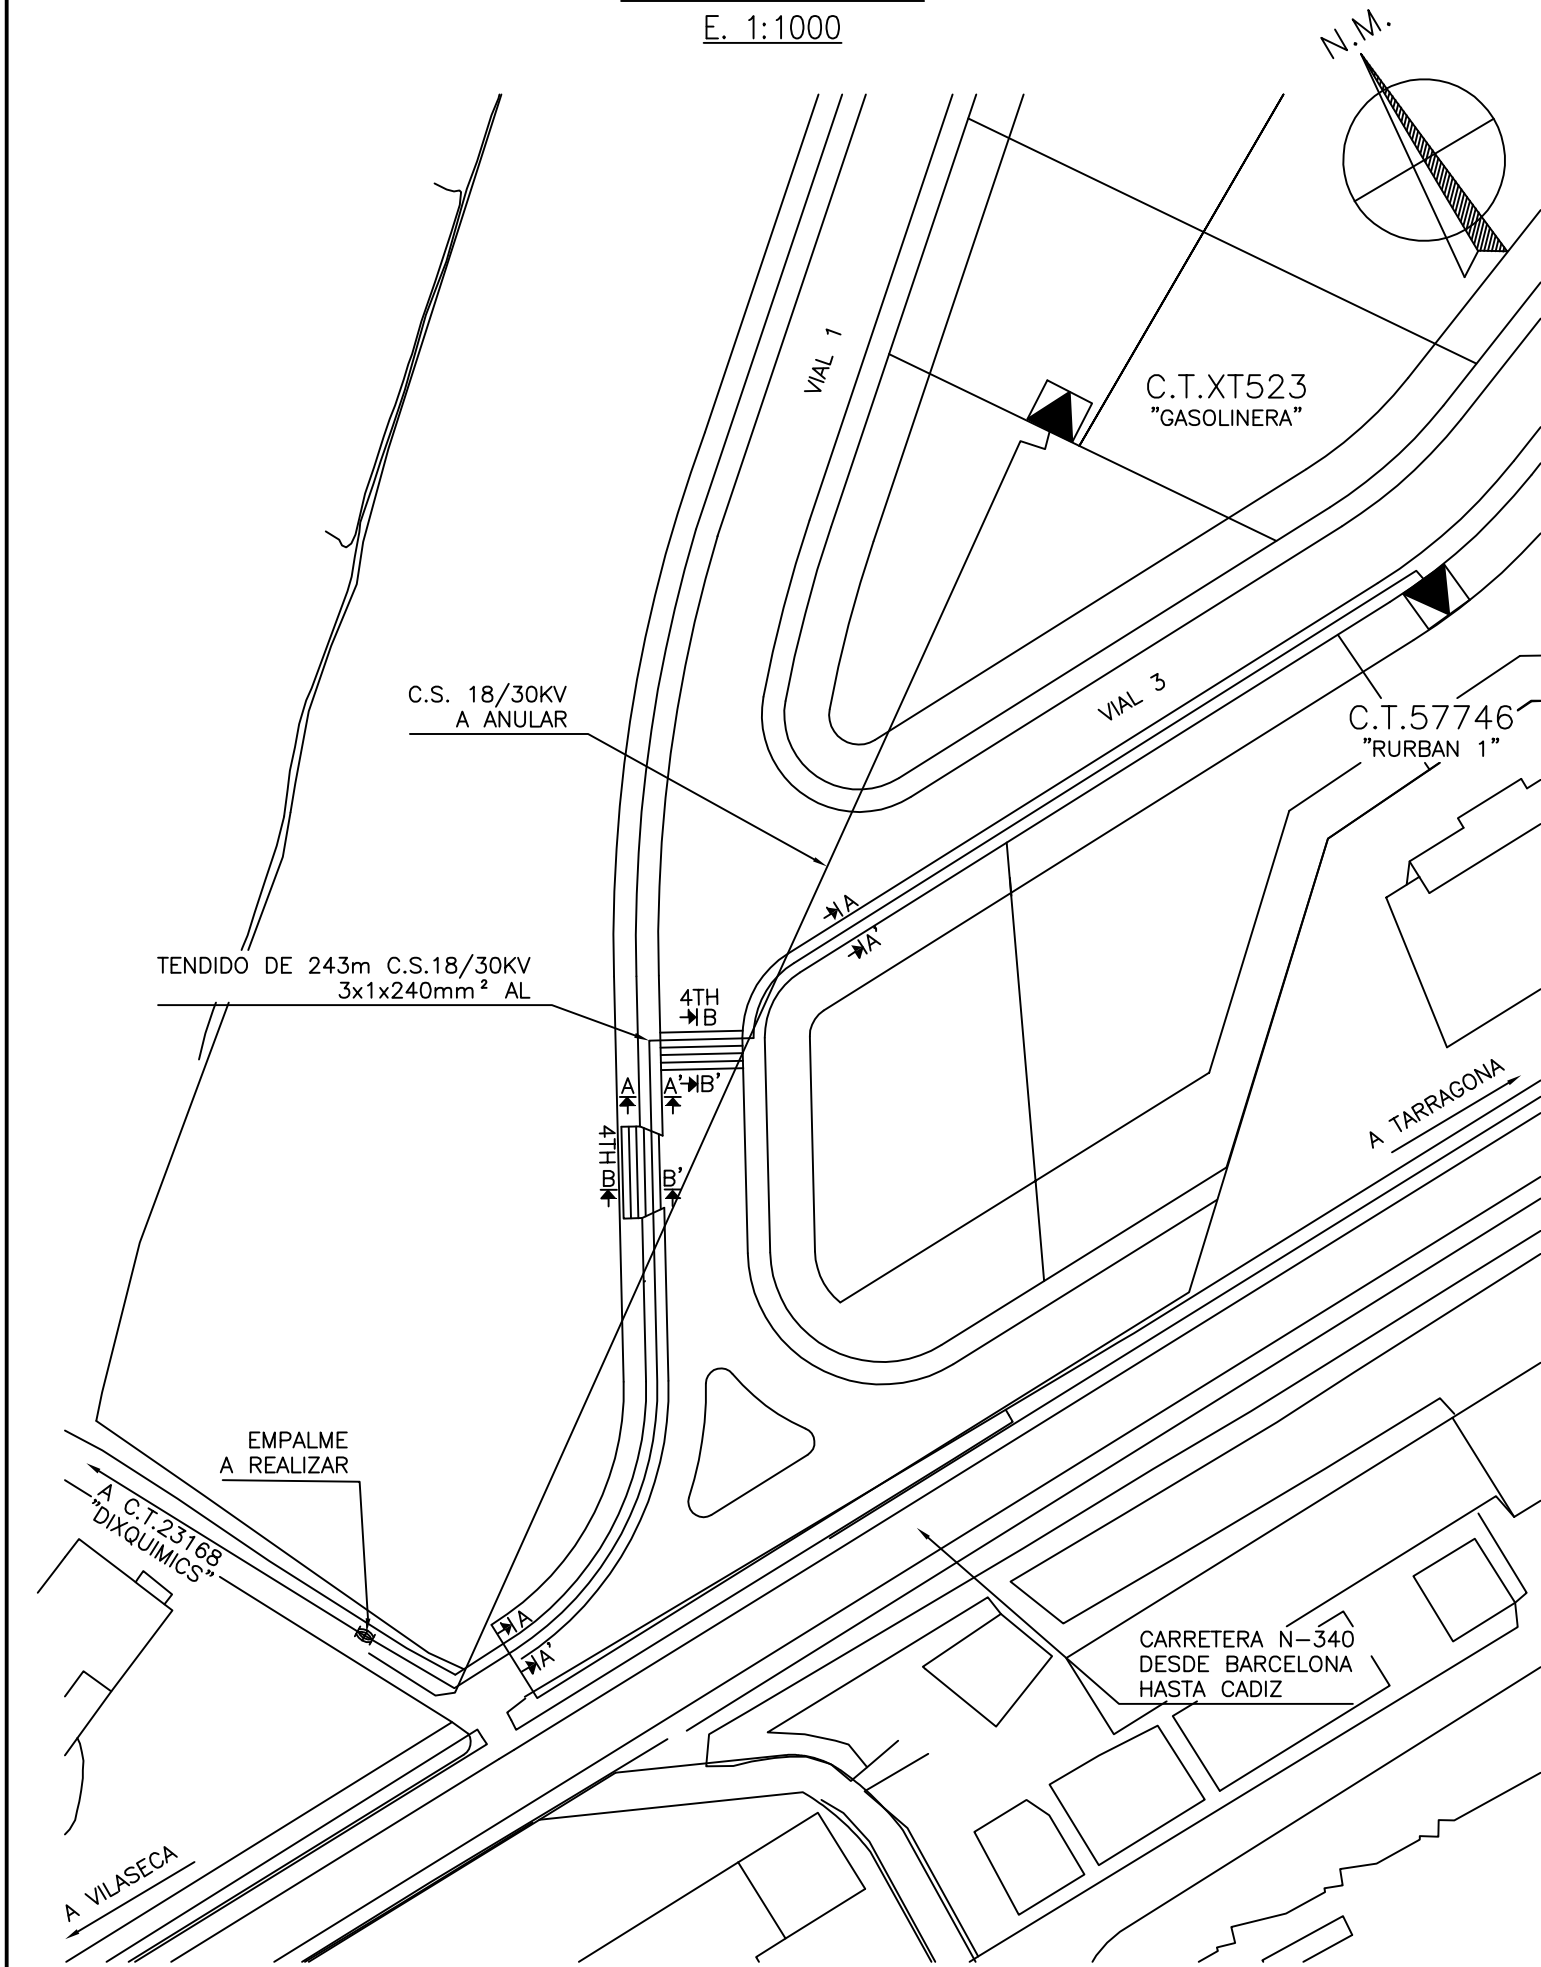 E. 1:1000
N.M.
VIAL 1
C.T.XT523
"GASOLINERA"
C.S. 18/30KV
A ANULAR
VIAL 3
C.T.57746
"RURBAN 1"
A
A'
TENDIDO DE 243m C.S.18/30KV
3x1x240mm² AL
4TH
B
B'
A
A'
4TH
B
B'
A TARRAGONA
EMPALME
A REALIZAR
A C.T.23168
"DIXQUIMICS"
A
A'
CARRETERA N-340
DESDE BARCELONA
HASTA CADIZ
A VILASECA